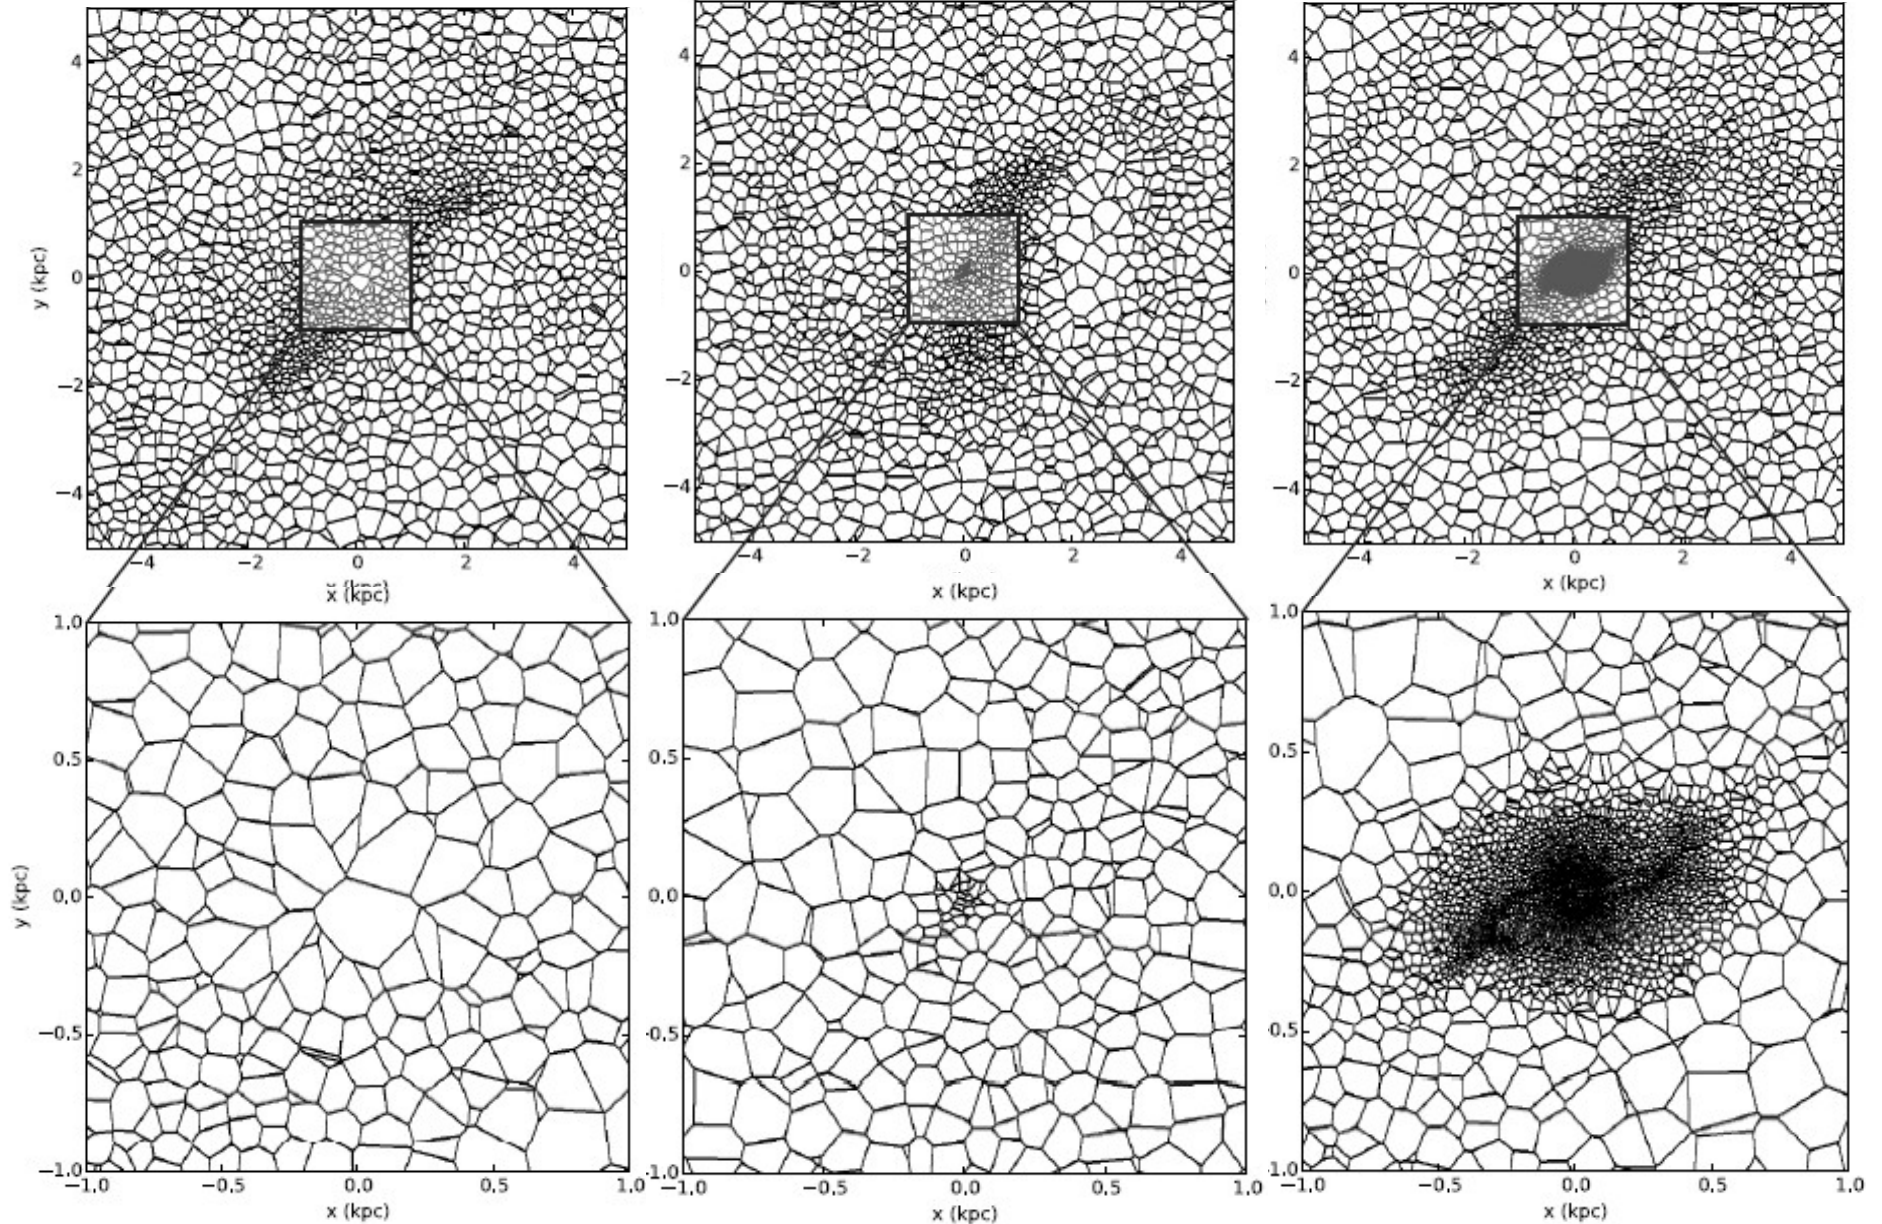 4 4 4
2 2 2
y (kpc) 0 0 0
−2 −2 −2
−4 −4 −4
−4 −2 0 2 4 −4 −2 0 2 4 −4 −2 0 2 4
x (kpc) x (kpc) x (kpc)
x (kpc)
1.0 1.0 1.0
0.5 0.5 0.5
y (kpc) 0.0 0.0 0.0
−0.5 -0.5 0.5
−1.0 -1.0 1.0
−1.0 −0.5 0.0 0.5 1.0 −1.0 −0.5 0.0 0.5 1.0 −1.0 −0.5 0.0 0.5 1.0
x (kpc) x (kpc) x (kpc)